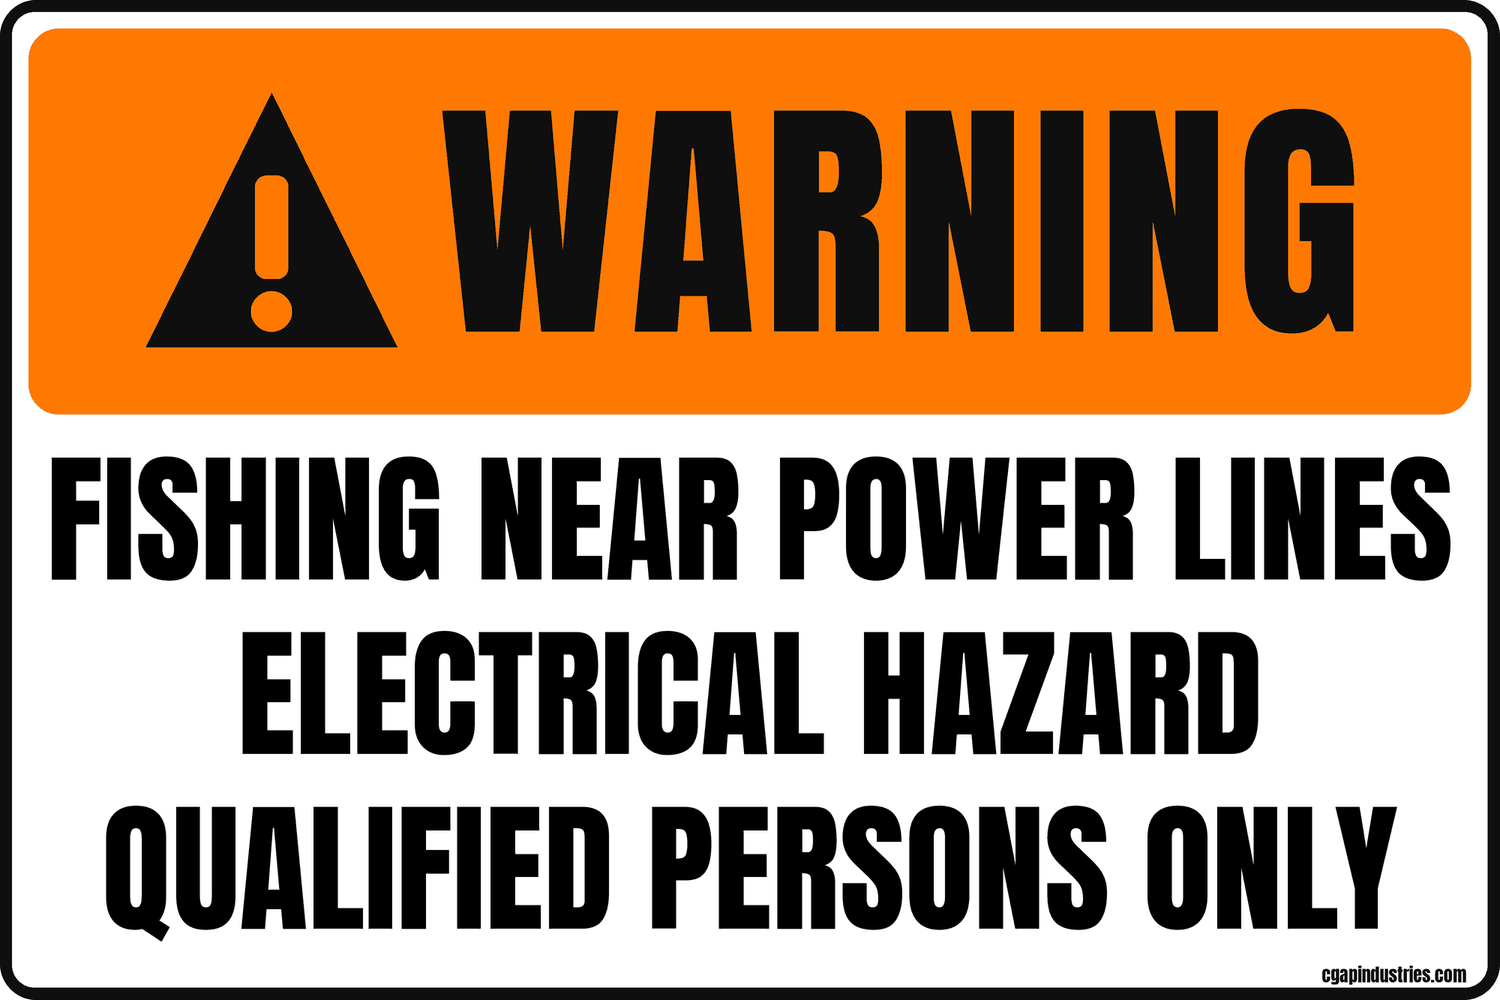 WARNING
FISHING NEAR POWER LINES
ELECTRICAL HAZARD
QUALIFIED PERSONS ONLY
cgapindustries.com